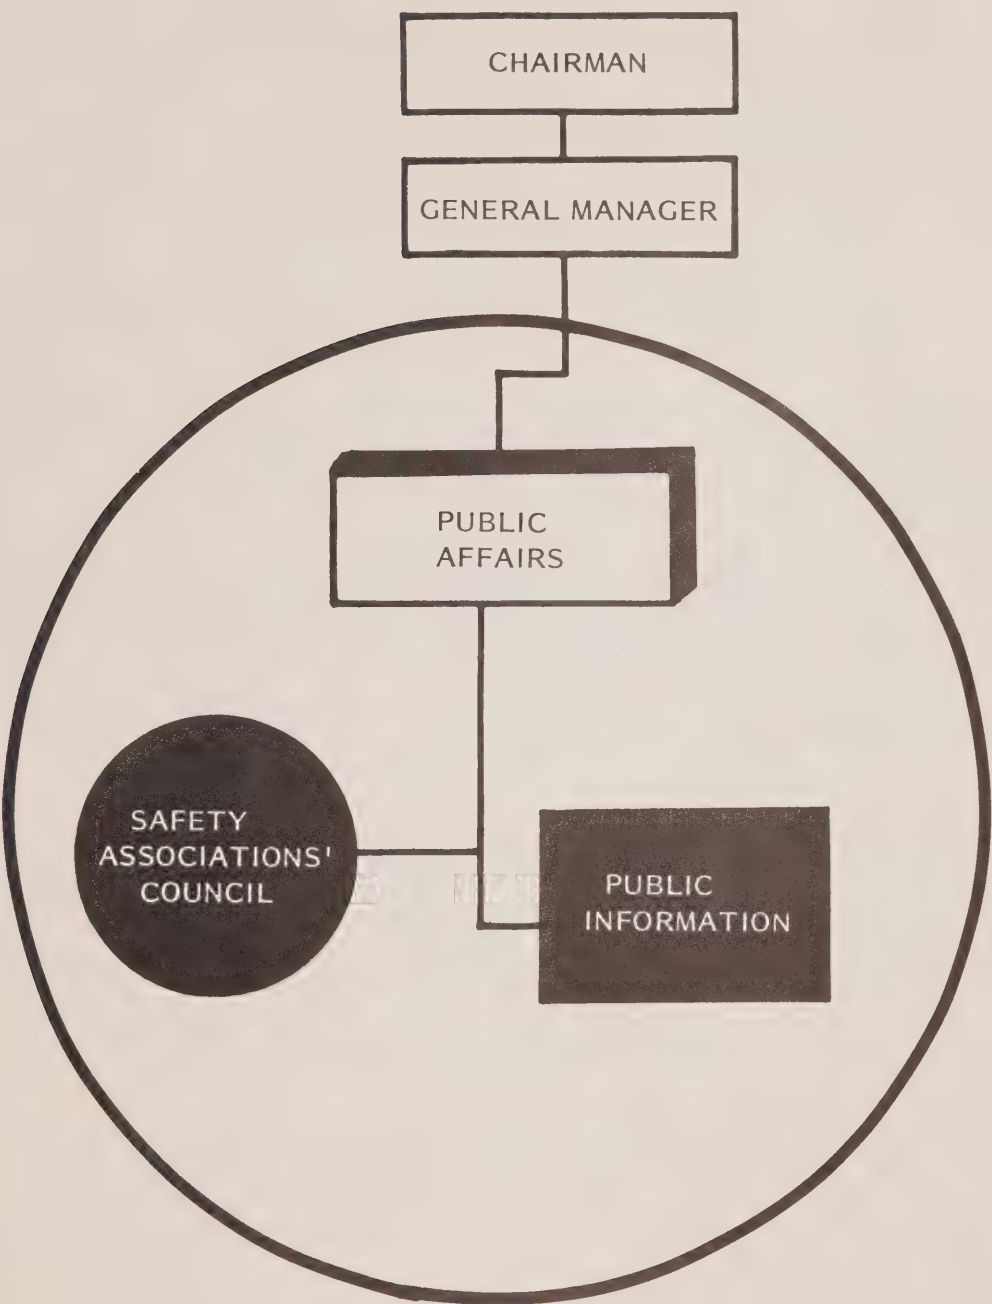 CHAIRMAN
GENERAL MANAGER
PUBLIC
AFFAIRS
SAFETY
ASSOCIATIONS'
COUNCIL
PUBLIC
INFORMATION